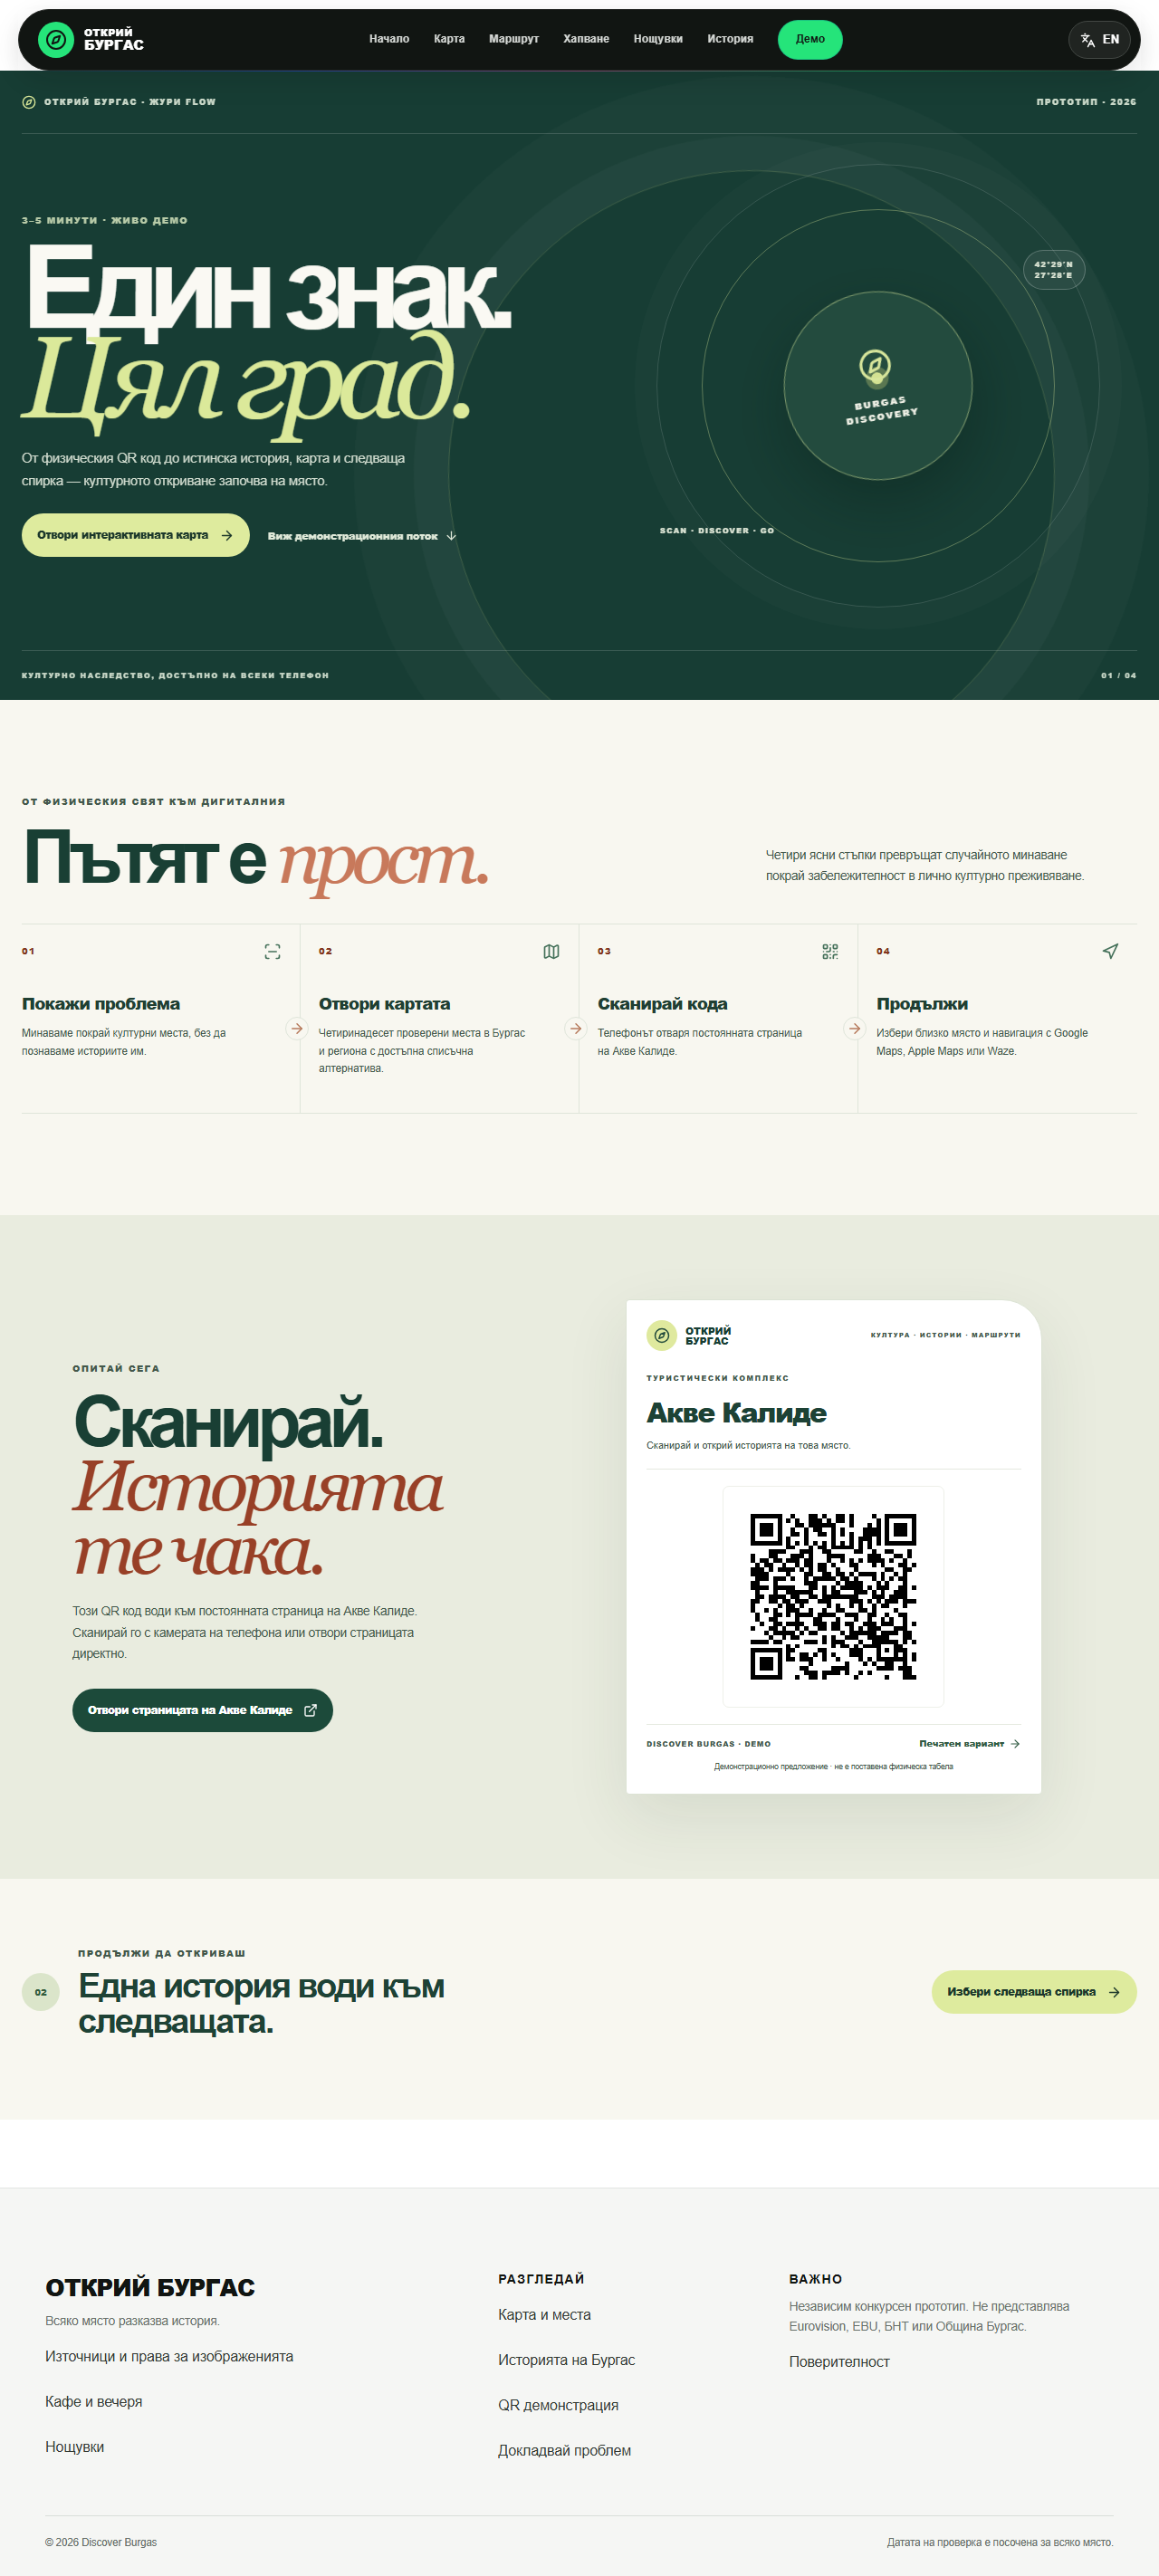 ОТКРИЙ
БУРГАС
Начало
Карта
Маршрут
Хапване
Нощувки
История
Демо
EN
ОТКРИЙ БУРГАС · ЖУРИ FLOW
ПРОТОТИП · 2026
3–5 МИНУТИ · ЖИВО ДЕМО
Един знак.
Цял град.
От физическия QR код до истинска история, карта и следваща
спирка — културното откриване започва на място.
Отвори интерактивната карта
Виж демонстрационния поток
42°29′N
27°28′E
BURGAS
DISCOVERY
SCAN · DISCOVER · GO
КУЛТУРНО НАСЛЕДСТВО, ДОСТЪПНО НА ВСЕКИ ТЕЛЕФОН
01 / 04
ОТ ФИЗИЧЕСКИЯ СВЯТ КЪМ ДИГИТАЛНИЯ
Пътят е прост.
Четири ясни стъпки превръщат случайното минаване
покрай забележителност в лично културно преживяване.
01
Покажи проблема
Минаваме покрай културни места, без да
познаваме историите им.
02
Отвори картата
Четиринадесет проверени места в Бургас
и региона с достъпна списъчна
алтернатива.
03
Сканирай кода
Телефонът отваря постоянната страница
на Акве Калиде.
04
Продължи
Избери близко място и навигация с Google
Maps, Apple Maps или Waze.
ОПИТАЙ СЕГА
Сканирай.
Историята
те чака.
Този QR код води към постоянната страница на Акве Калиде.
Сканирай го с камерата на телефона или отвори страницата
директно.
Отвори страницата на Акве Калиде
ОТКРИЙ
БУРГАС
КУЛТУРА · ИСТОРИИ · МАРШРУТИ
ТУРИСТИЧЕСКИ КОМПЛЕКС
Акве Калиде
Сканирай и открий историята на това място.
DISCOVER BURGAS · DEMO
Печатен вариант
Демонстрационно предложение · не е поставена физическа табела
02
ПРОДЪЛЖИ ДА ОТКРИВАШ
Една история води към
следващата.
Избери следваща спирка
ОТКРИЙ БУРГАС
Всяко място разказва история.
Източници и права за изображенията
Кафе и вечеря
Нощувки
РАЗГЛЕДАЙ
Карта и места
Историята на Бургас
QR демонстрация
Докладвай проблем
ВАЖНО
Независим конкурсен прототип. Не представлява
Eurovision, EBU, БНТ или Община Бургас.
Поверителност
© 2026 Discover Burgas
Датата на проверка е посочена за всяко място.